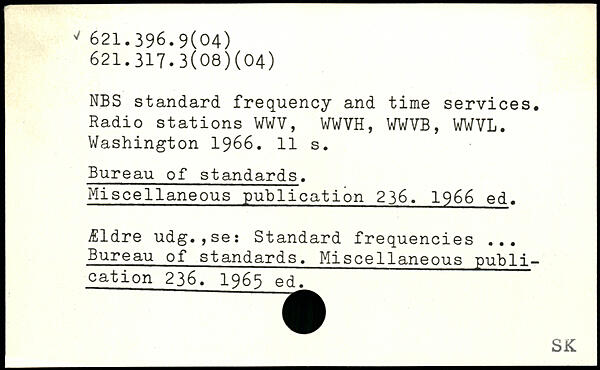 ✓ 621.396.9(04)
621.317.3(08)(04)
NBS standard frequency and time services.
Radio stations WWV, WWVH, WWVB, WWVL.
Washington 1966. 11 s.
Bureau of standards.
Miscellaneous publication 236. 1966 ed.
Ældre udg.,se: Standard frequencies ...
Bureau of standards. Miscellaneous publi-
cation 236. 1965 ed.
SK